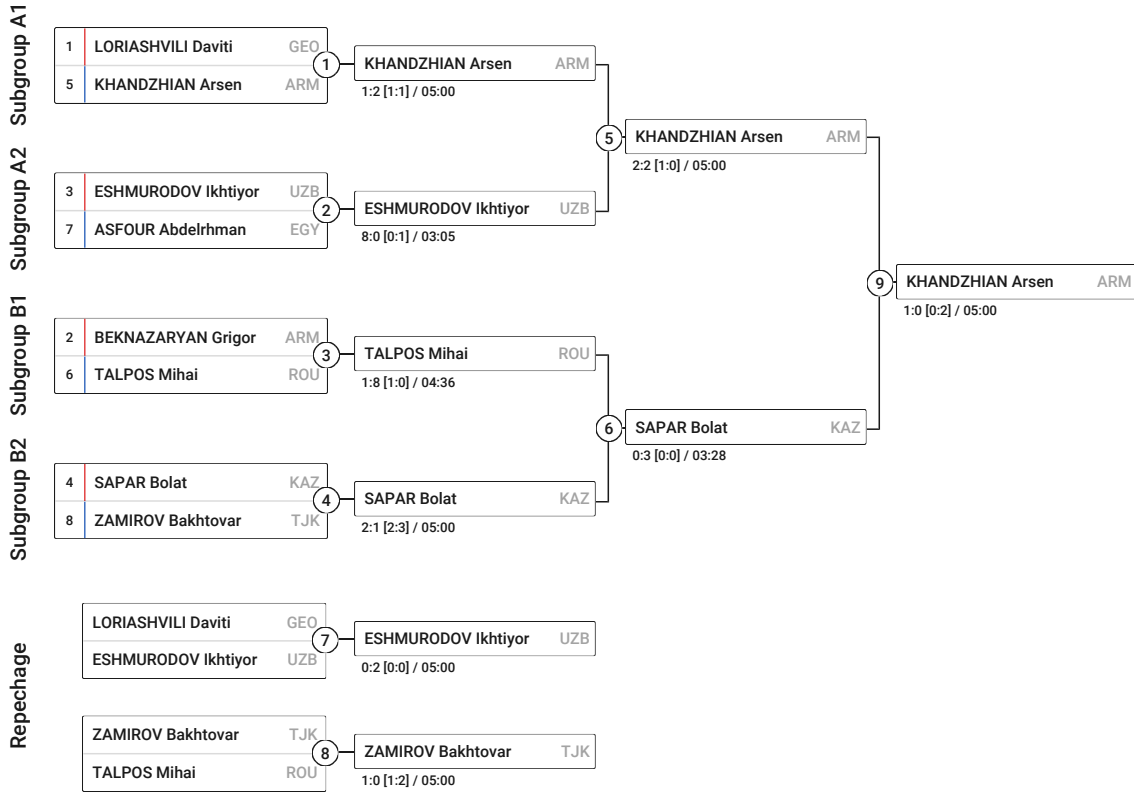 Subgroup A1
1 LORIASHVILI Daviti GEO
5 KHANDZHIAN Arsen ARM
1
KHANDZHIAN Arsen ARM
1:2 [1:1] / 05:00
Subgroup A2
3 ESHMURODOV Ikhtiyor UZB
7 ASFOUR Abdelrhman EGY
2
ESHMURODOV Ikhtiyor UZB
8:0 [0:1] / 03:05
5
KHANDZHIAN Arsen ARM
2:2 [1:0] / 05:00
Subgroup B1
2 BEKNAZARYAN Grigor ARM
6 TALPOS Mihai ROU
3
TALPOS Mihai ROU
1:8 [1:0] / 04:36
Subgroup B2
4 SAPAR Bolat KAZ
8 ZAMIROV Bakhtovar TJK
4
SAPAR Bolat KAZ
2:1 [2:3] / 05:00
6
SAPAR Bolat KAZ
0:3 [0:0] / 03:28
9
KHANDZHIAN Arsen ARM
1:0 [0:2] / 05:00
Repechage
LORIASHVILI Daviti GEO
ESHMURODOV Ikhtiyor UZB
7
ESHMURODOV Ikhtiyor UZB
0:2 [0:0] / 05:00
ZAMIROV Bakhtovar TJK
TALPOS Mihai ROU
8
ZAMIROV Bakhtovar TJK
1:0 [1:2] / 05:00